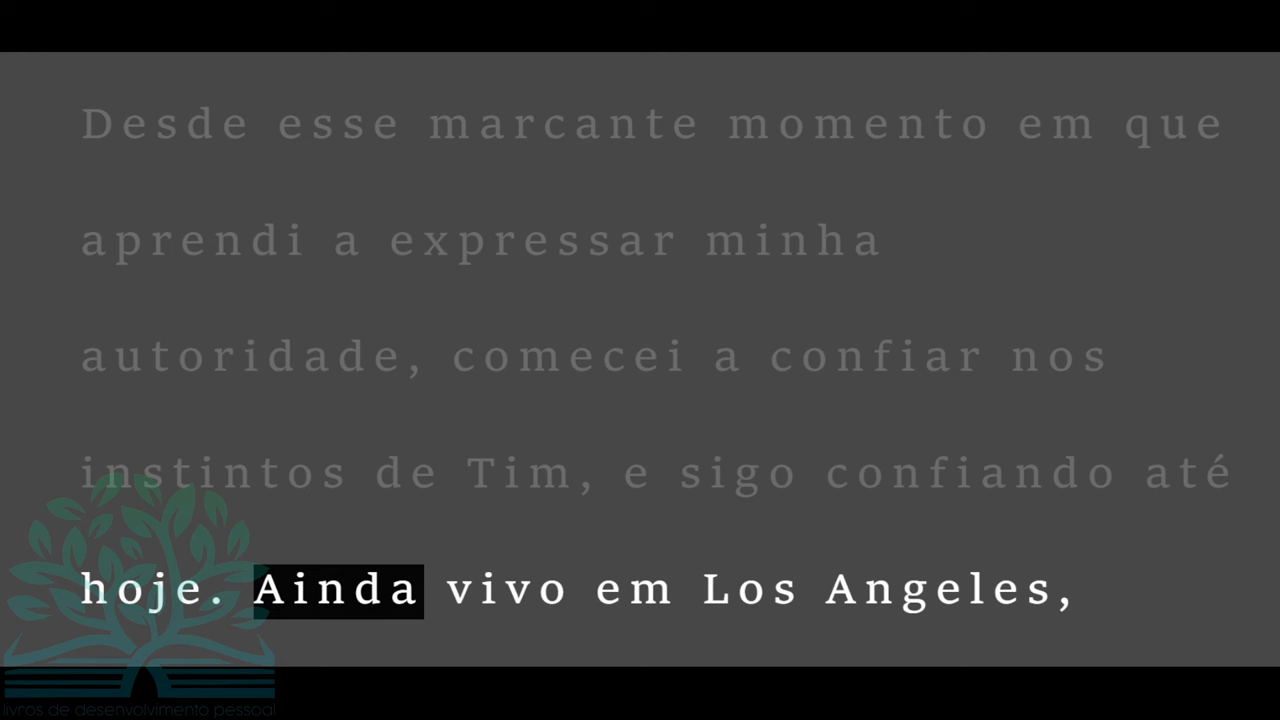 Desde esse marcante momento em que
aprendi a expressar minha
autoridade, comecei a confiar nos
instintos de Tim, e sigo confiando até
hoje. Ainda vivo em Los Angeles,
livros de desenvolvimento pessoal